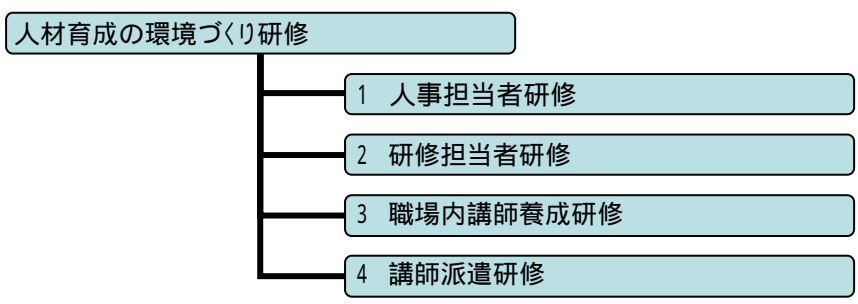 人材育成の環境づくり研修
1 人事担当者研修
2 研修担当者研修
3 職場内講師養成研修
4 講師派遣研修